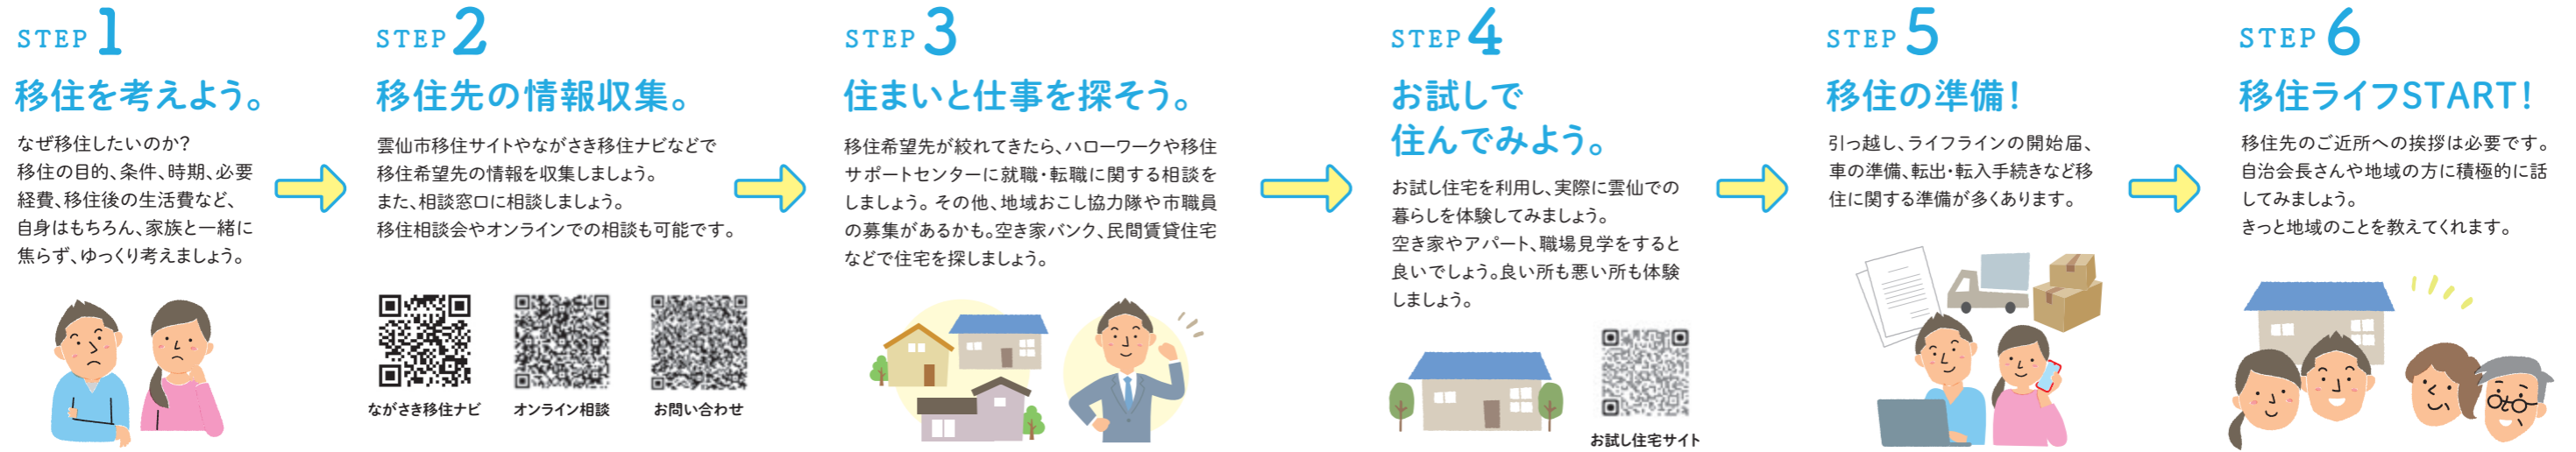 STEP 1
移住を考えよう。
なぜ移住したいのか?
移住の目的、条件、時期、必要
経費、移住後の生活費など、
自身はもちろん、家族と一緒に
焦らず、ゆっくり考えましょう。
STEP 2
移住先の情報収集。
雲仙市移住サイトやながさき移住ナビなどで
移住希望先の情報を収集しましょう。
また、相談窓口に相談しましょう。
移住相談会やオンラインでの相談も可能です。
ながさき移住ナビ
オンライン相談
お問い合わせ
STEP 3
住まいと仕事を探そう。
移住希望先が絞れてきたら、ハローワークや移住
サポートセンターに就職・転職に関する相談を
しましょう。その他、地域おこし協力隊や市職員
の募集があるかも。空き家バンク、民間賃貸住宅
などで住宅を探しましょう。
STEP 4
お試しで
住んでみよう。
お試し住宅を利用し、実際に雲仙での
暮らしを体験してみましょう。
空き家やアパート、職場見学をすると
良いでしょう。良い所も悪い所も体験
しましょう。
お試し住宅サイト
STEP 5
移住の準備!
引っ越し、ライフラインの開始届、
車の準備、転出・転入手続きなど移
住に関する準備が多くあります。
STEP 6
移住ライフSTART!
移住先のご近所への挨拶は必要です。
自治会長さんや地域の方に積極的に話
してみましょう。
きっと地域のことを教えてくれます。